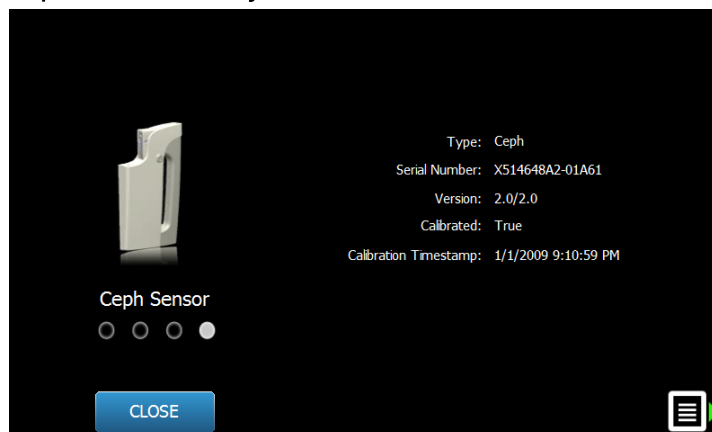 Type: Ceph
Serial Number: X514648A2-01A61
Version: 2.0/2.0
Calibrated: True
Calibration Timestamp: 1/1/2009 9:10:59 PM
Ceph Sensor
CLOSE